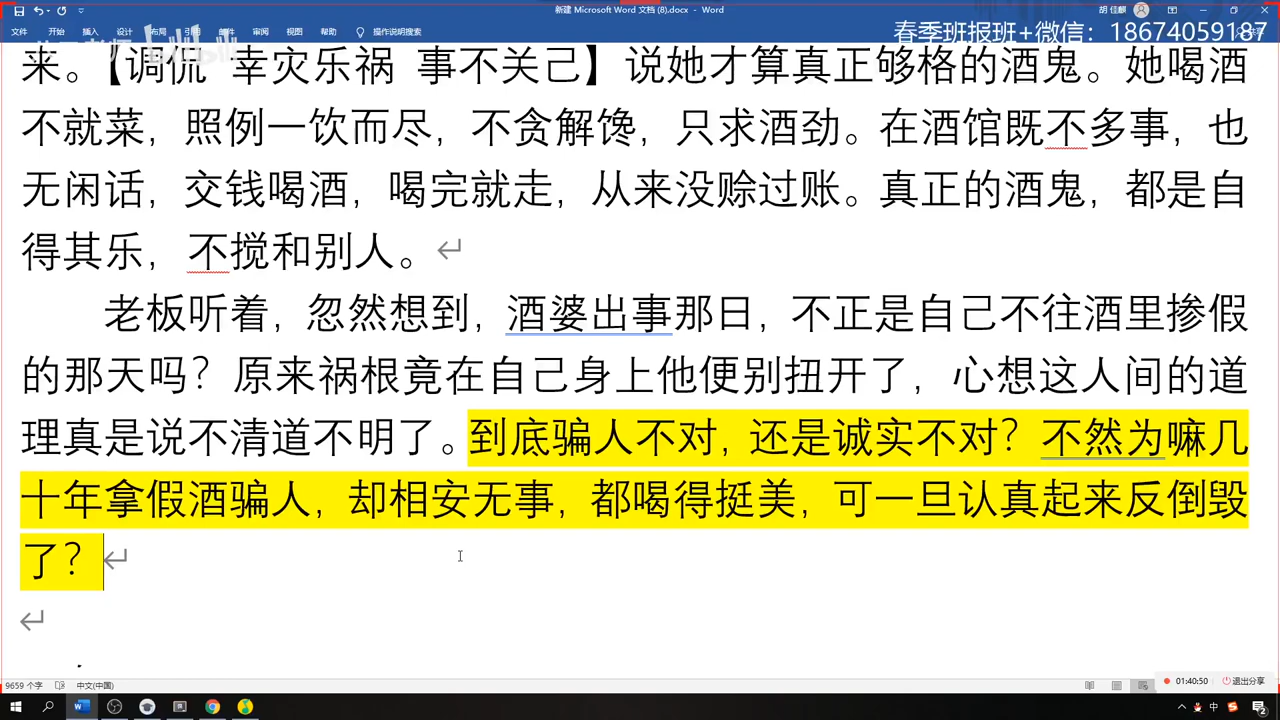 新建 Microsoft Word 文档 (8).docx - Word
胡 佳麒
文件 开始 插入 设计 布局 引用 邮件 审阅 视图 帮助 操作说明搜索
春季班报班+微信：18674059187
bilibili
来。【调侃 幸灾乐祸 事不关己】说她才算真正够格的酒鬼。她喝酒
不就菜，照例一饮而尽，不贪解馋，只求酒劲。在酒馆既不多事，也
无闲话，交钱喝酒，喝完就走，从来没赊过账。真正的酒鬼，都是自
得其乐，不搅和别人。
老板听着，忽然想到，酒婆出事那日，不正是自己不往酒里掺假
的那天吗？原来祸根竟在自己身上他便别扭开了，心想这人间的道
理真是说不清道不明了。到底骗人不对，还是诚实不对？不然为嘛几
十年拿假酒骗人，却相安无事，都喝得挺美，可一旦认真起来反倒毁
了？
9659 个字 中文(中国)
01:40:50 退出分享
中
2